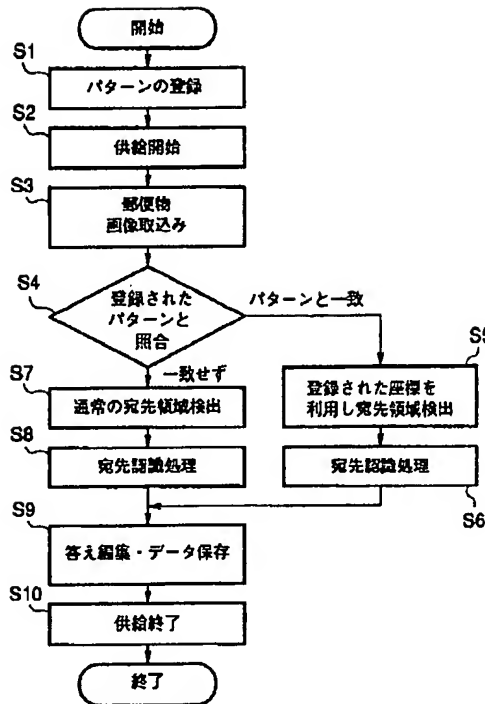 開始
S1
パターンの登録
S2
供給開始
S3
郵便物
画像取込み
S4
登録された
パターンと
照合
パターンと一致
一致せず
S5
登録された座標を
利用し宛先領域検出
S7
通常の宛先領域検出
S8
宛先認識処理
宛先認識処理
S6
S9
答え編集・データ保存
S10
供給終了
終了